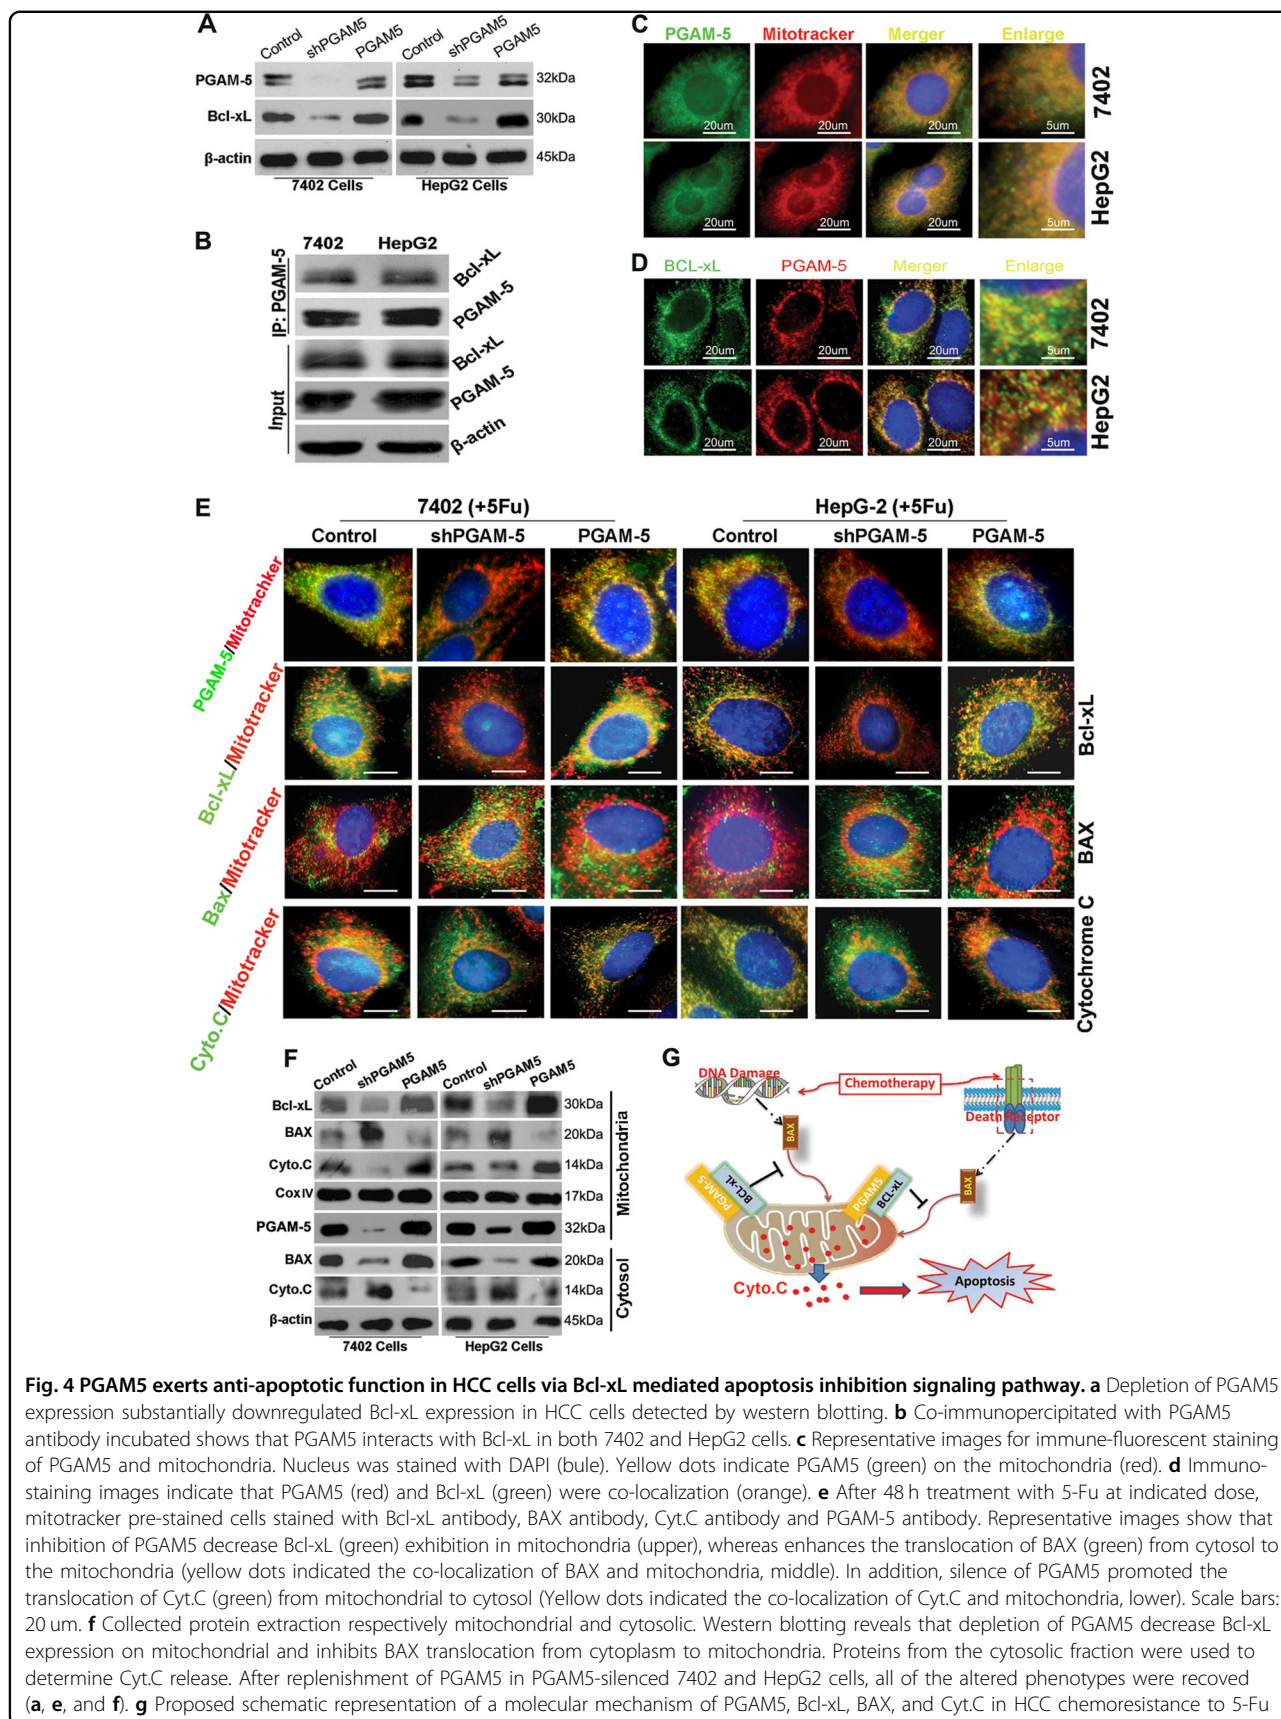 A
Control
shPGAM5
PGAM5
Control
shPGAM5
PGAM5
PGAM-5
32kDa
Bcl-xL
30kDa
β-actin
45kDa
7402 Cells
HepG2 Cells
B
7402
HepG2
IP: PGAM-5
Bcl-xL
PGAM-5
Input
Bcl-xL
PGAM-5
β-actin
C
PGAM-5
Mitotracker
Merger
Enlarge
20um
20um
20um
5um
7402
20um
20um
20um
5um
HepG2
D
BCL-xL
PGAM-5
Merger
Enlarge
20um
20um
20um
5um
7402
20um
20um
20um
5um
HepG2
E
7402 (+5Fu)
HepG-2 (+5Fu)
Control
shPGAM-5
PGAM-5
Control
shPGAM-5
PGAM-5
PGAM-5/Mitotrachker
Bcl-xL/Mitotracker
Bcl-xL
Bax/Mitotracker
BAX
Cyto.C/Mitotracker
Cytochrome C
F
Control
shPGAM5
PGAM5
Control
shPGAM5
PGAM5
Bcl-xL
30kDa
BAX
20kDa
Cyto.C
14kDa
Cox IV
17kDa
PGAM-5
32kDa
Mitochondria
BAX
20kDa
Cyto.C
14kDa
β-actin
45kDa
Cytosol
7402 Cells
HepG2 Cells
G
DNA Damage
Chemotherapy
Death Receptor
BAX
BAX
PGAM-5
BCL-xL
PGAM5
BCL-xL
Cyto.C
Apoptosis
Fig. 4 PGAM5 exerts anti-apoptotic function in HCC cells via Bcl-xL mediated apoptosis inhibition signaling pathway. a Depletion of PGAM5
expression substantially downregulated Bcl-xL expression in HCC cells detected by western blotting. b Co-immunopercipitated with PGAM5
antibody incubated shows that PGAM5 interacts with Bcl-xL in both 7402 and HepG2 cells. c Representative images for immune-fluorescent staining
of PGAM5 and mitochondria. Nucleus was stained with DAPI (bule). Yellow dots indicate PGAM5 (green) on the mitochondria (red). d Immuno-
staining images indicate that PGAM5 (red) and Bcl-xL (green) were co-localization (orange). e After 48 h treatment with 5-Fu at indicated dose,
mitotracker pre-stained cells stained with Bcl-xL antibody, BAX antibody, Cyt.C antibody and PGAM-5 antibody. Representative images show that
inhibition of PGAM5 decrease Bcl-xL (green) exhibition in mitochondria (upper), whereas enhances the translocation of BAX (green) from cytosol to
the mitochondria (yellow dots indicated the co-localization of BAX and mitochondria, middle). In addition, silence of PGAM5 promoted the
translocation of Cyt.C (green) from mitochondrial to cytosol (Yellow dots indicated the co-localization of Cyt.C and mitochondria, lower). Scale bars:
20 um. f Collected protein extraction respectively mitochondrial and cytosolic. Western blotting reveals that depletion of PGAM5 decrease Bcl-xL
expression on mitochondrial and inhibits BAX translocation from cytoplasm to mitochondria. Proteins from the cytosolic fraction were used to
determine Cyt.C release. After replenishment of PGAM5 in PGAM5-silenced 7402 and HepG2 cells, all of the altered phenotypes were recoved
(a, e, and f). g Proposed schematic representation of a molecular mechanism of PGAM5, Bcl-xL, BAX, and Cyt.C in HCC chemoresistance to 5-Fu